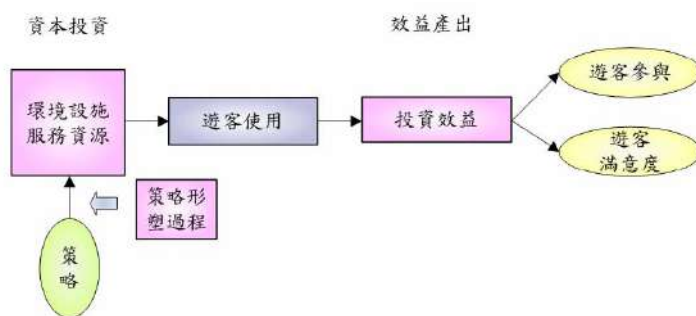 資本投資
效益產出
環境設施
服務資源
遊客使用
投資效益
遊客參與
遊客
滿意度
策略形
塑過程
策
略